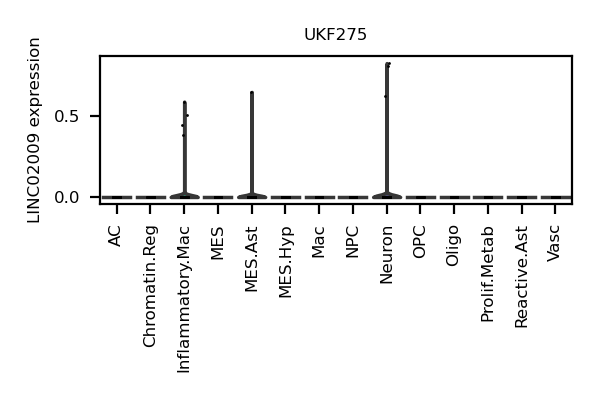 UKF275
LINC02009 expression
0.5
0.0
AC
Chromatin.Reg
Inflammatory.Mac
MES
MES.Ast
MES.Hyp
Mac
NPC
Neuron
OPC
Oligo
Prolif.Metab
Reactive.Ast
Vasc